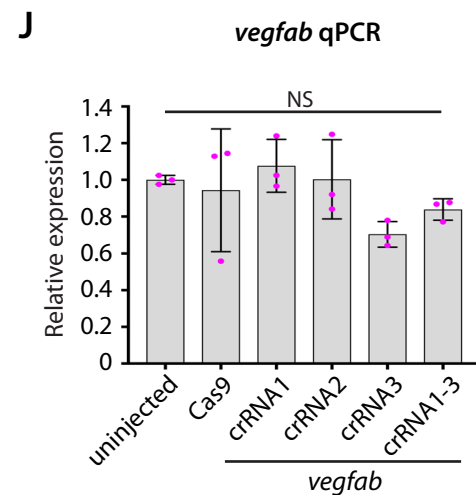 J
vegfab qPCR
NS
Relative expression
1.4
1.2
1.0
0.8
0.6
0.4
0.2
0
uninjected
Cas9
crRNA1
crRNA2
crRNA3
crRNA1-3
vegfab